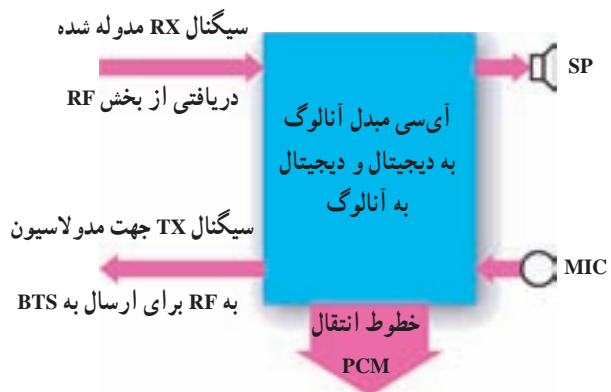 سیگنال RX مدوله شده
دریافتی از بخش RF
SP
آی‌سی مبدل آنالوگ
به دیجیتال و دیجیتال
به آنالوگ
سیگنال TX جهت مدولاسیون
به RF برای ارسال به BTS
MIC
خطوط انتقال
PCM